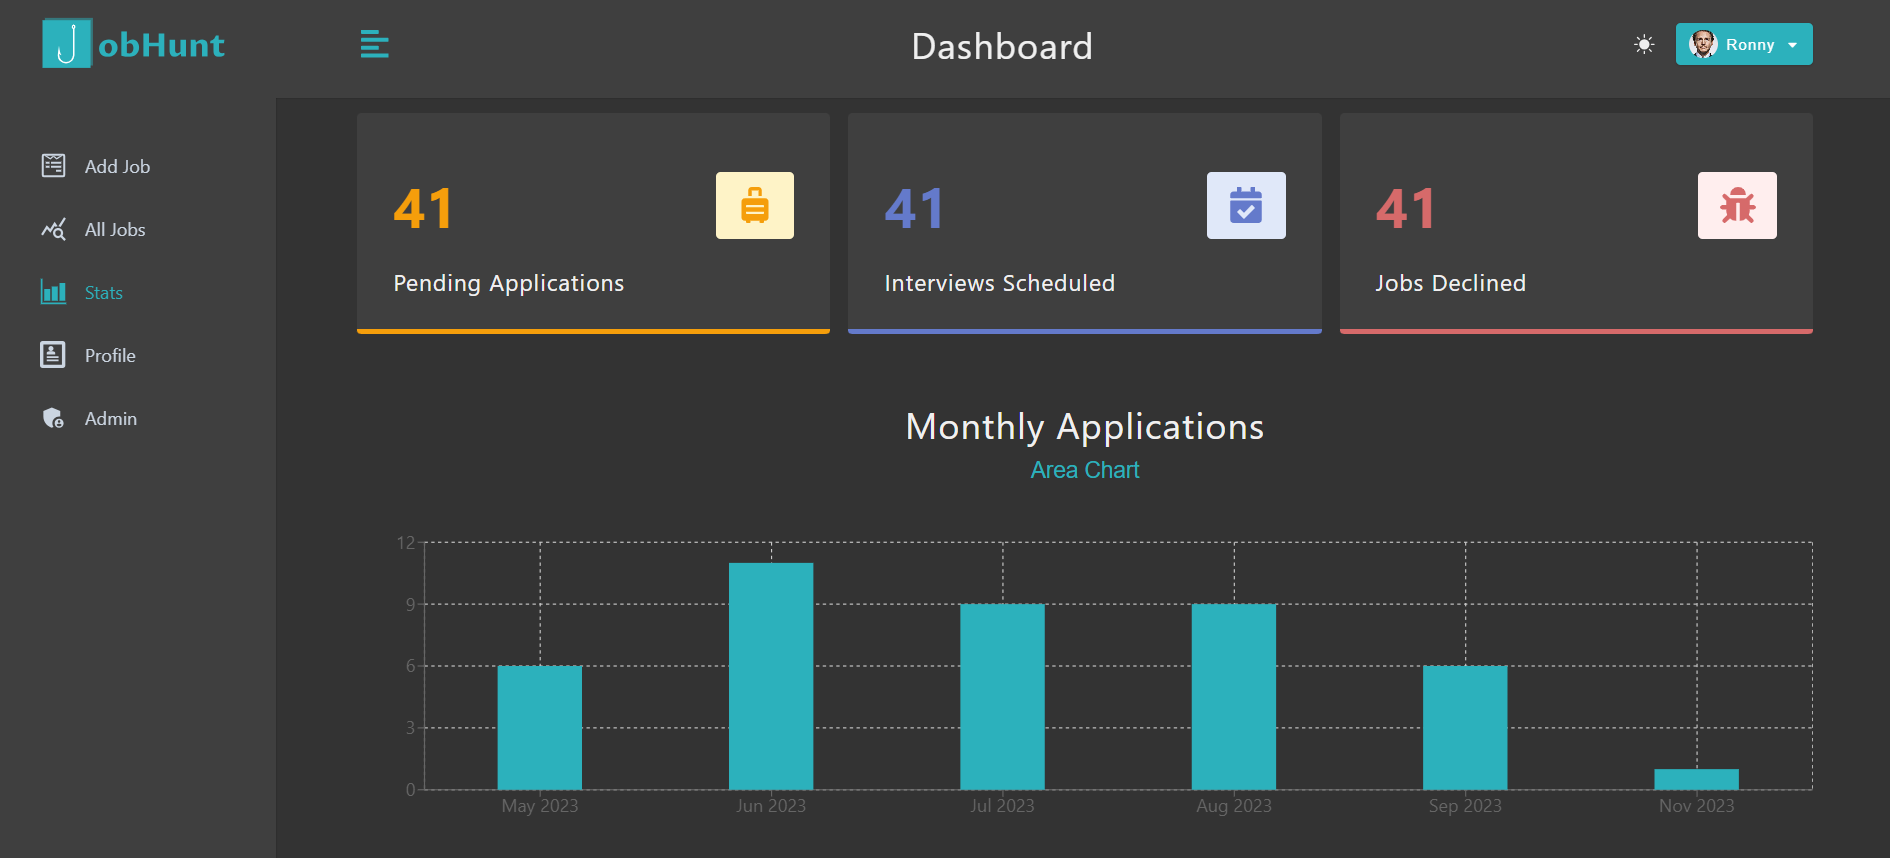 JobHunt
Dashboard
Ronny
Add Job
All Jobs
Stats
Profile
Admin
41
Pending Applications
41
Interviews Scheduled
41
Jobs Declined
Monthly Applications
Area Chart
12
9
6
3
0
May 2023 Jun 2023 Jul 2023 Aug 2023 Sep 2023 Nov 2023